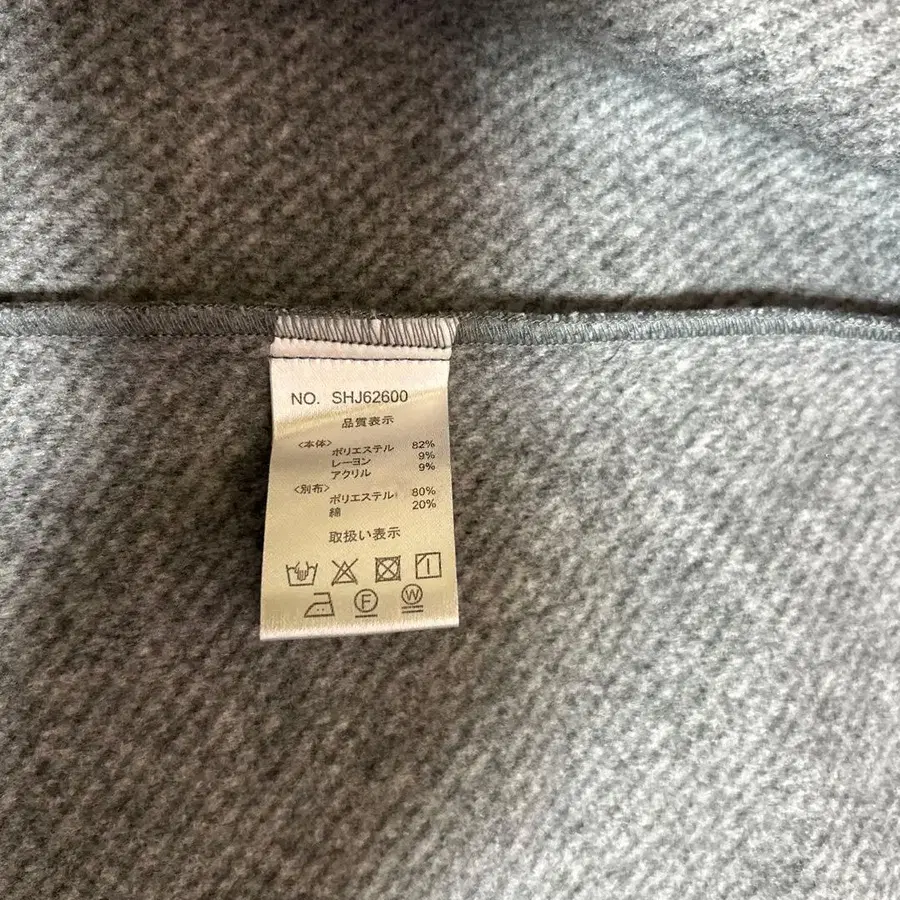 NO. SHJ62600
品質表示
<本体> ポリエステル 82%
レーヨン 9%
アクリル 9%
<別布> ポリエステル 80%
綿 20%
取扱い表示
F W